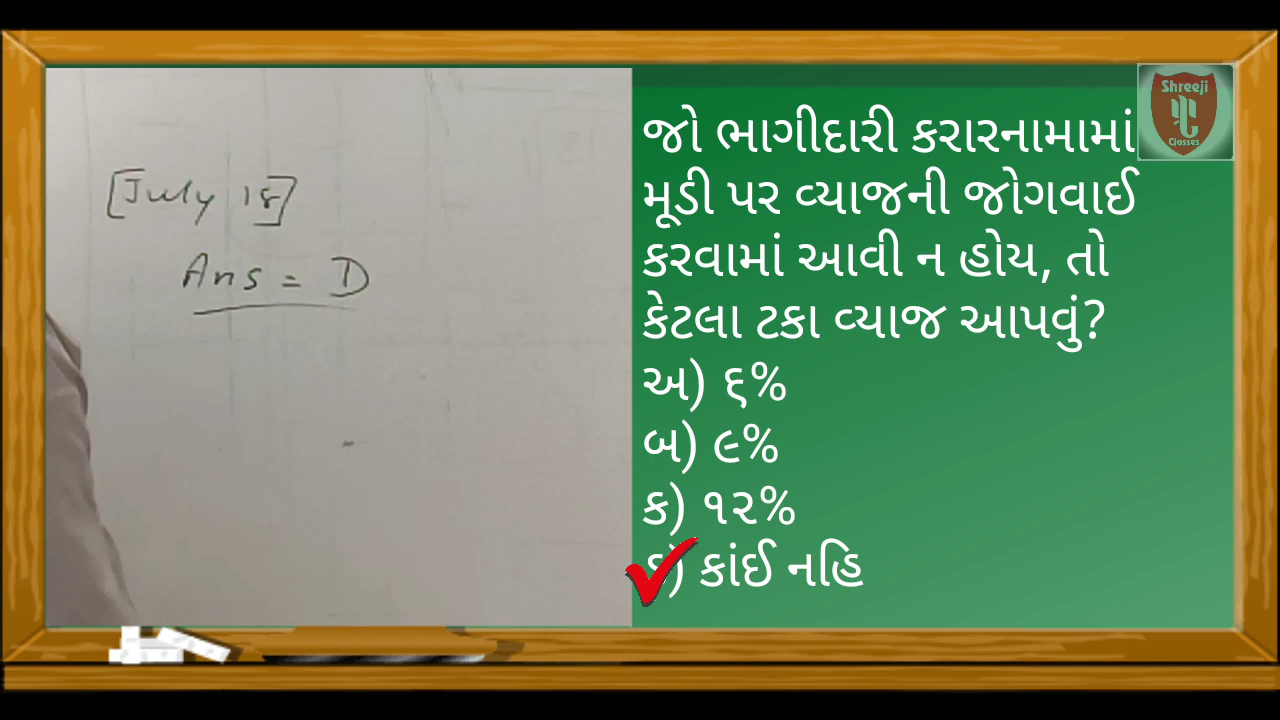 [July 18]
Ans = D
Shreeji
Classes
જો ભાગીદારી કરારનામામાં
મૂડી પર વ્યાજની જોગવાઈ
કરવામાં આવી ન હોય, તો
કેટલા ટકા વ્યાજ આપવું?
અ) ૬%
બ) ૯%
ક) ૧૨%
ડ) કાંઈ નહિ